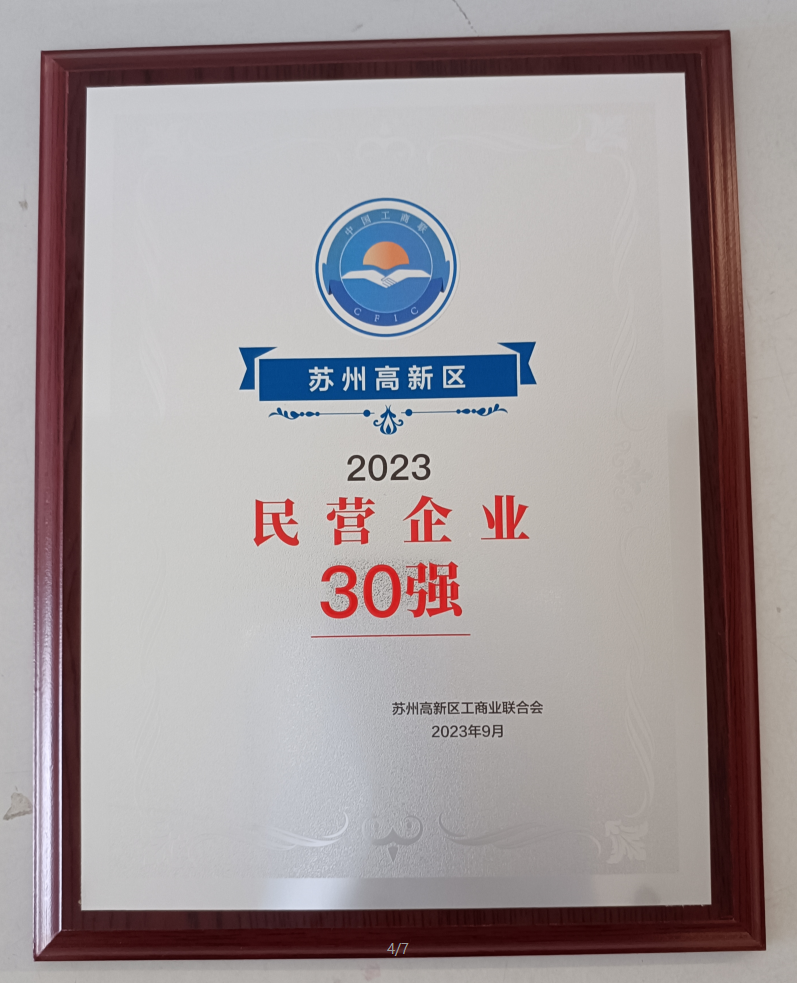 中国工商联
CFIC
苏州高新区
2023
民营企业
30强
苏州高新区工商业联合会
2023年9月
4/7